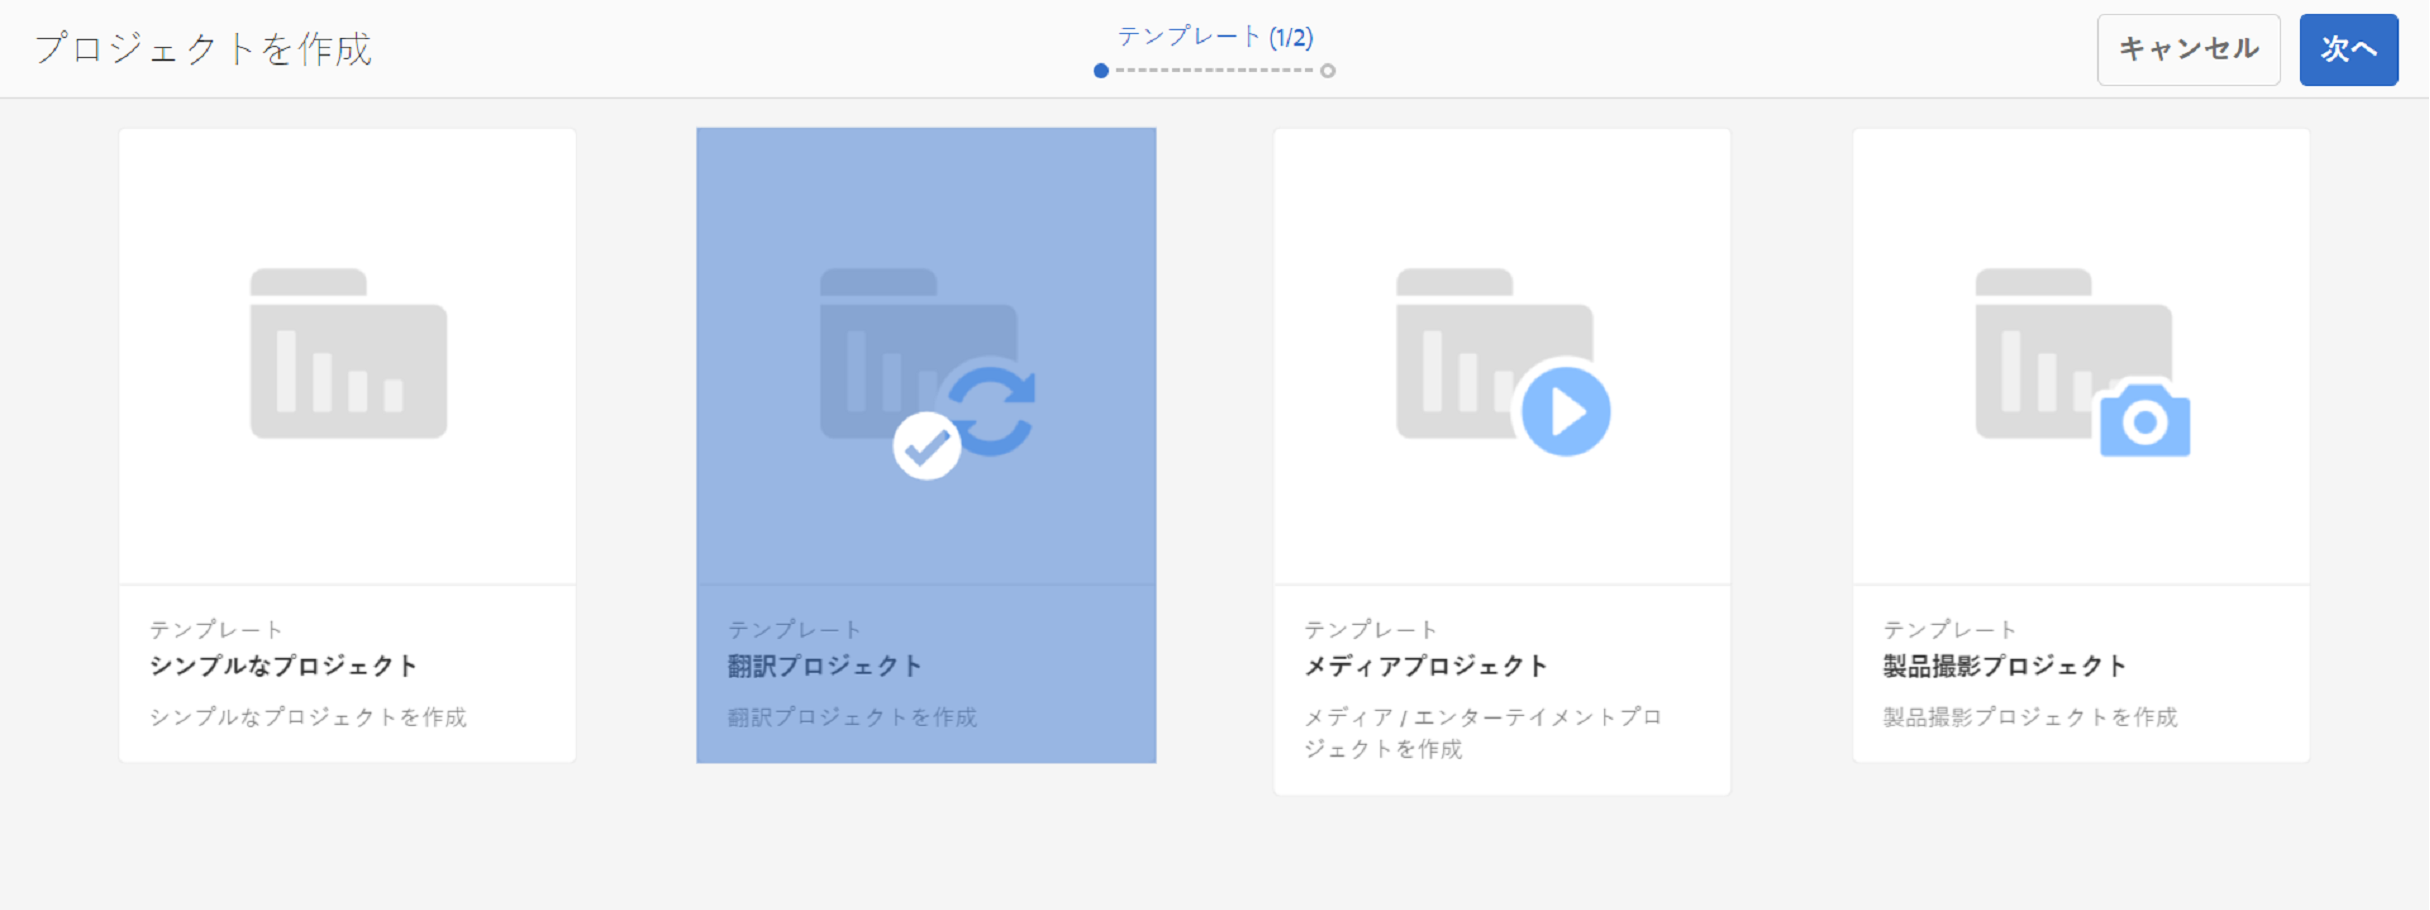 プロジェクトを作成
テンプレート (1/2)
キャンセル
次へ
テンプレート
シンプルなプロジェクト
シンプルなプロジェクトを作成
テンプレート
翻訳プロジェクト
翻訳プロジェクトを作成
テンプレート
メディアプロジェクト
メディア / エンターテイメントプロ
ジェクトを作成
テンプレート
製品撮影プロジェクト
製品撮影プロジェクトを作成